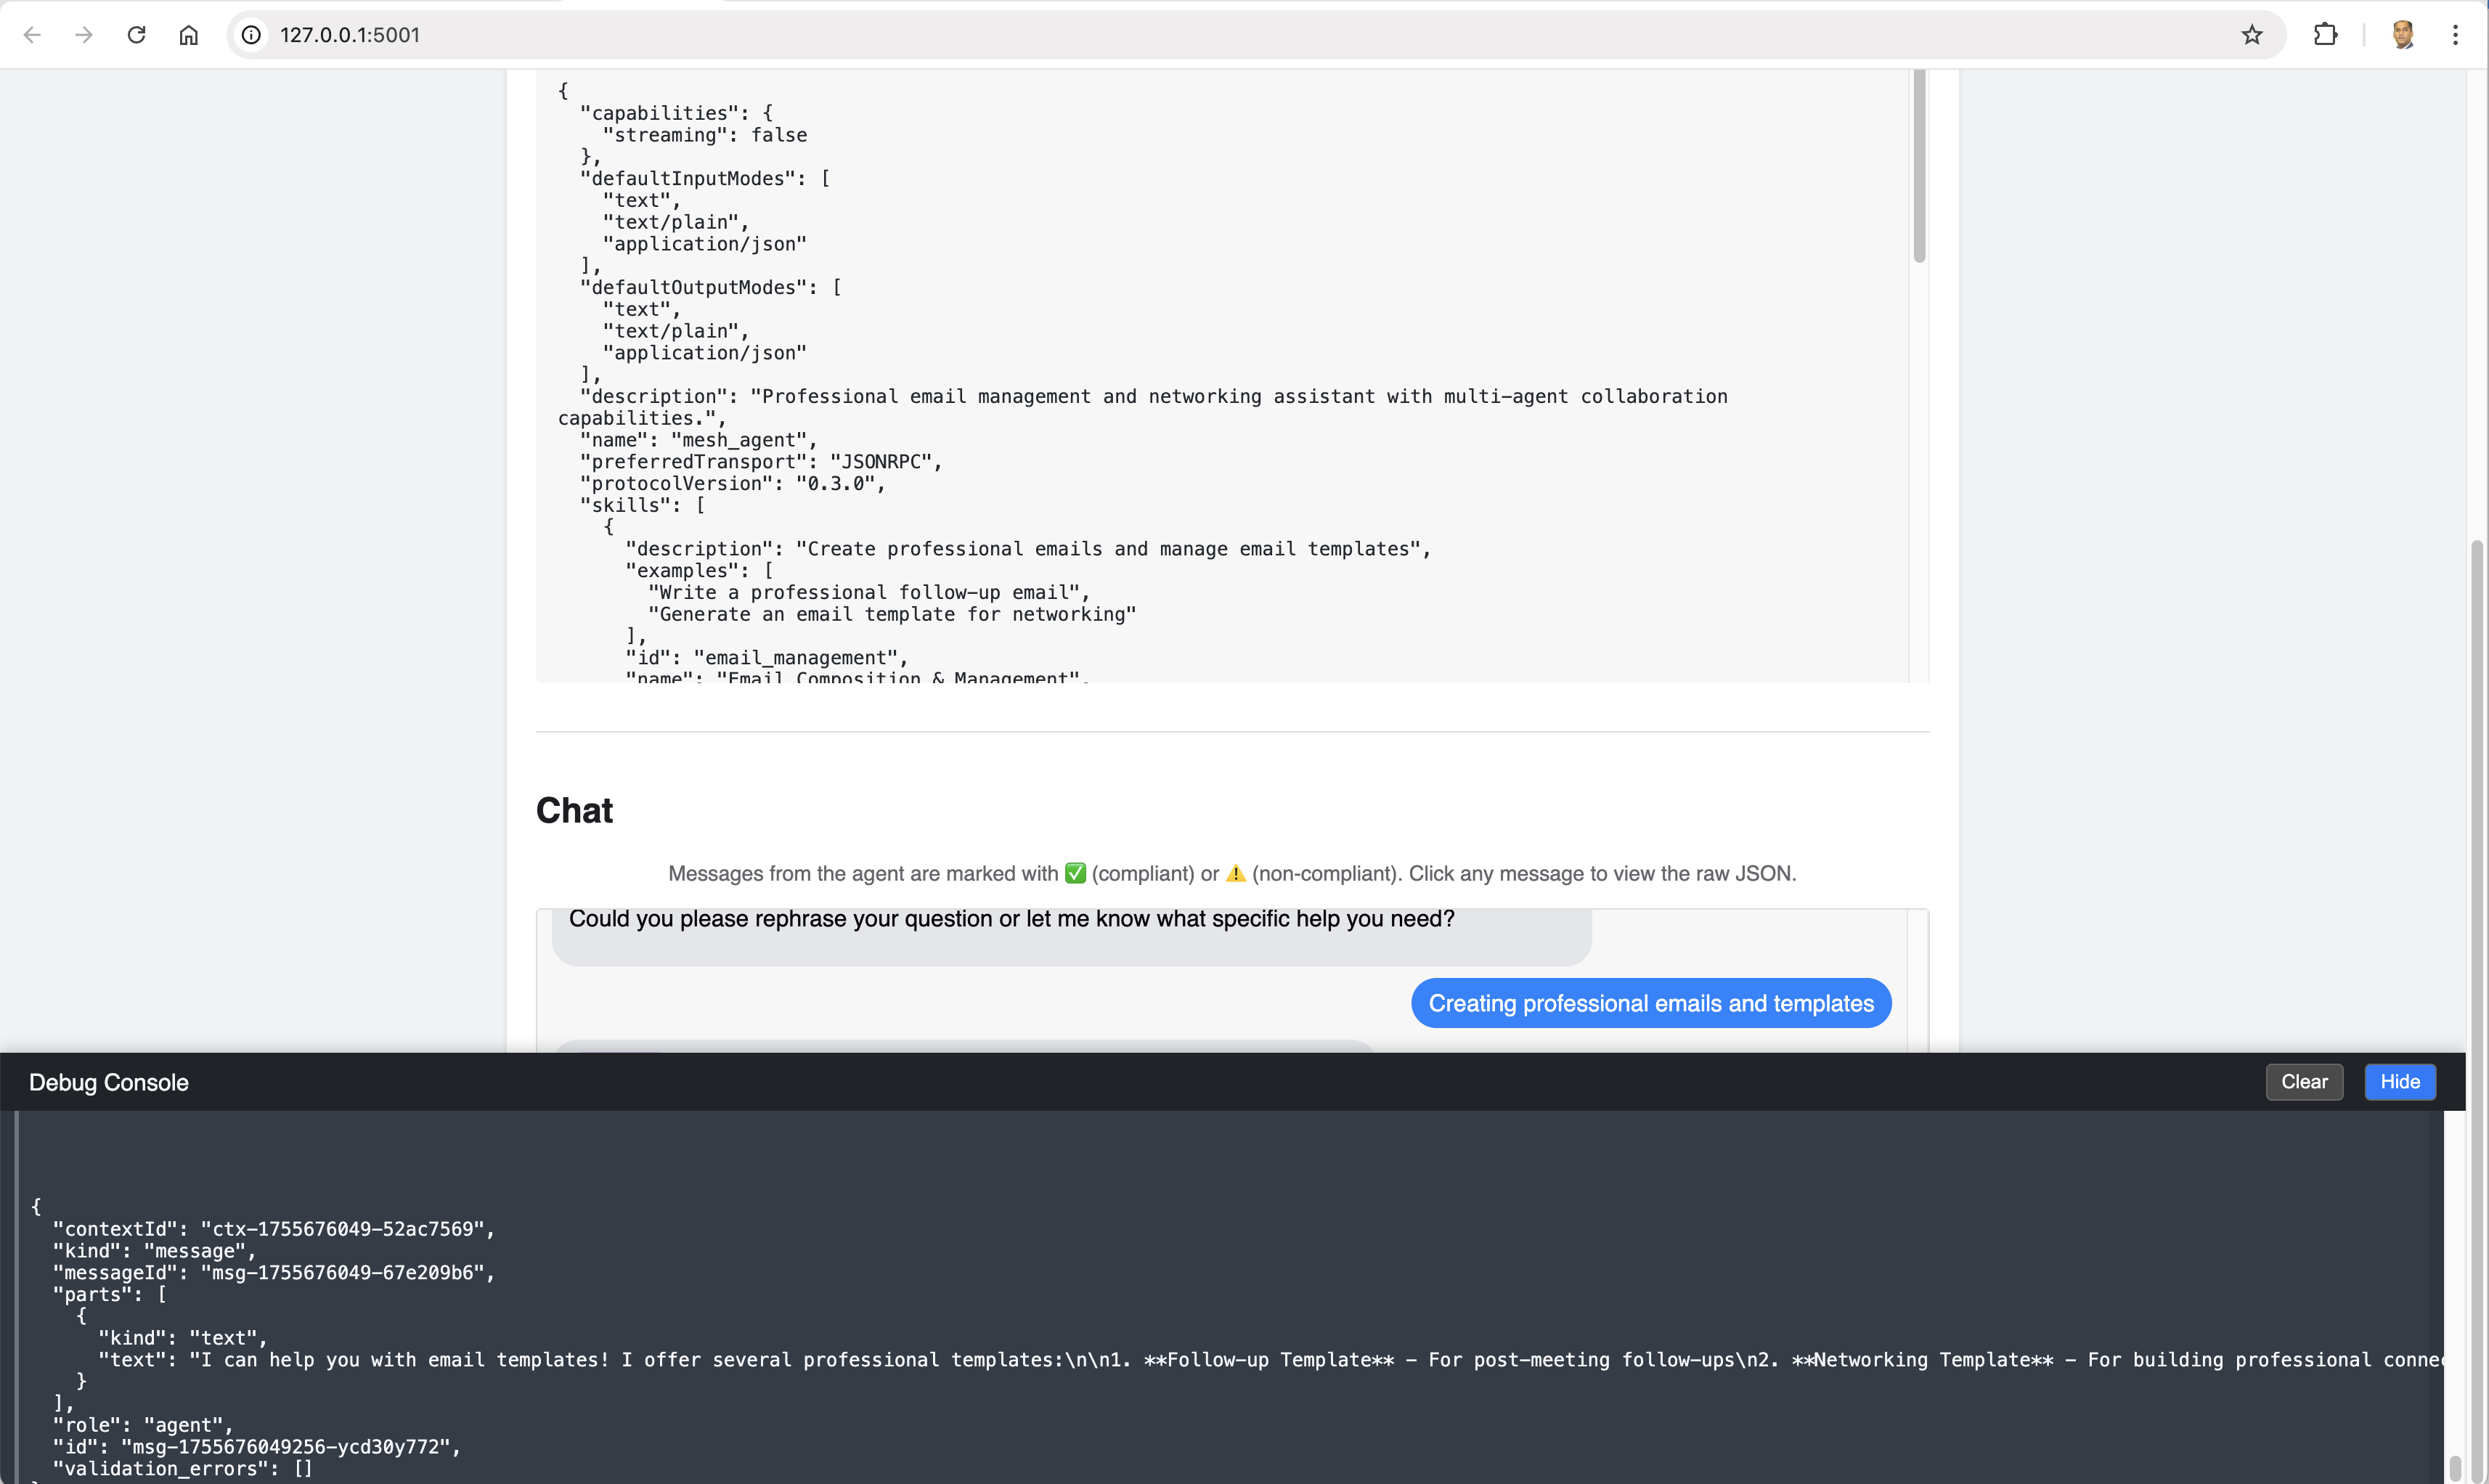 127.0.0.1:5001
{
  "capabilities": {
    "streaming": false
  },
  "defaultInputModes": [
    "text",
    "text/plain",
    "application/json"
  ],
  "defaultOutputModes": [
    "text",
    "text/plain",
    "application/json"
  ],
  "description": "Professional email management and networking assistant with multi-agent collaboration
capabilities.",
  "name": "mesh_agent",
  "preferredTransport": "JSONRPC",
  "protocolVersion": "0.3.0",
  "skills": [
    {
      "description": "Create professional emails and manage email templates",
      "examples": [
        "Write a professional follow-up email",
        "Generate an email template for networking"
      ],
      "id": "email_management",
      "name": "Email Composition & Management",
Chat
Messages from the agent are marked with ✅ (compliant) or ⚠️ (non-compliant). Click any message to view the raw JSON.
Could you please rephrase your question or let me know what specific help you need?
Creating professional emails and templates
Debug Console
Clear
Hide
{
  "contextId": "ctx-1755676049-52ac7569",
  "kind": "message",
  "messageId": "msg-1755676049-67e209b6",
  "parts": [
    {
      "kind": "text",
      "text": "I can help you with email templates! I offer several professional templates:\n\n1. **Follow-up Template** - For post-meeting follow-ups\n2. **Networking Template** - For building professional
    }
  ],
  "role": "agent",
  "id": "msg-1755676049256-ycd30y772",
  "validation_errors": []